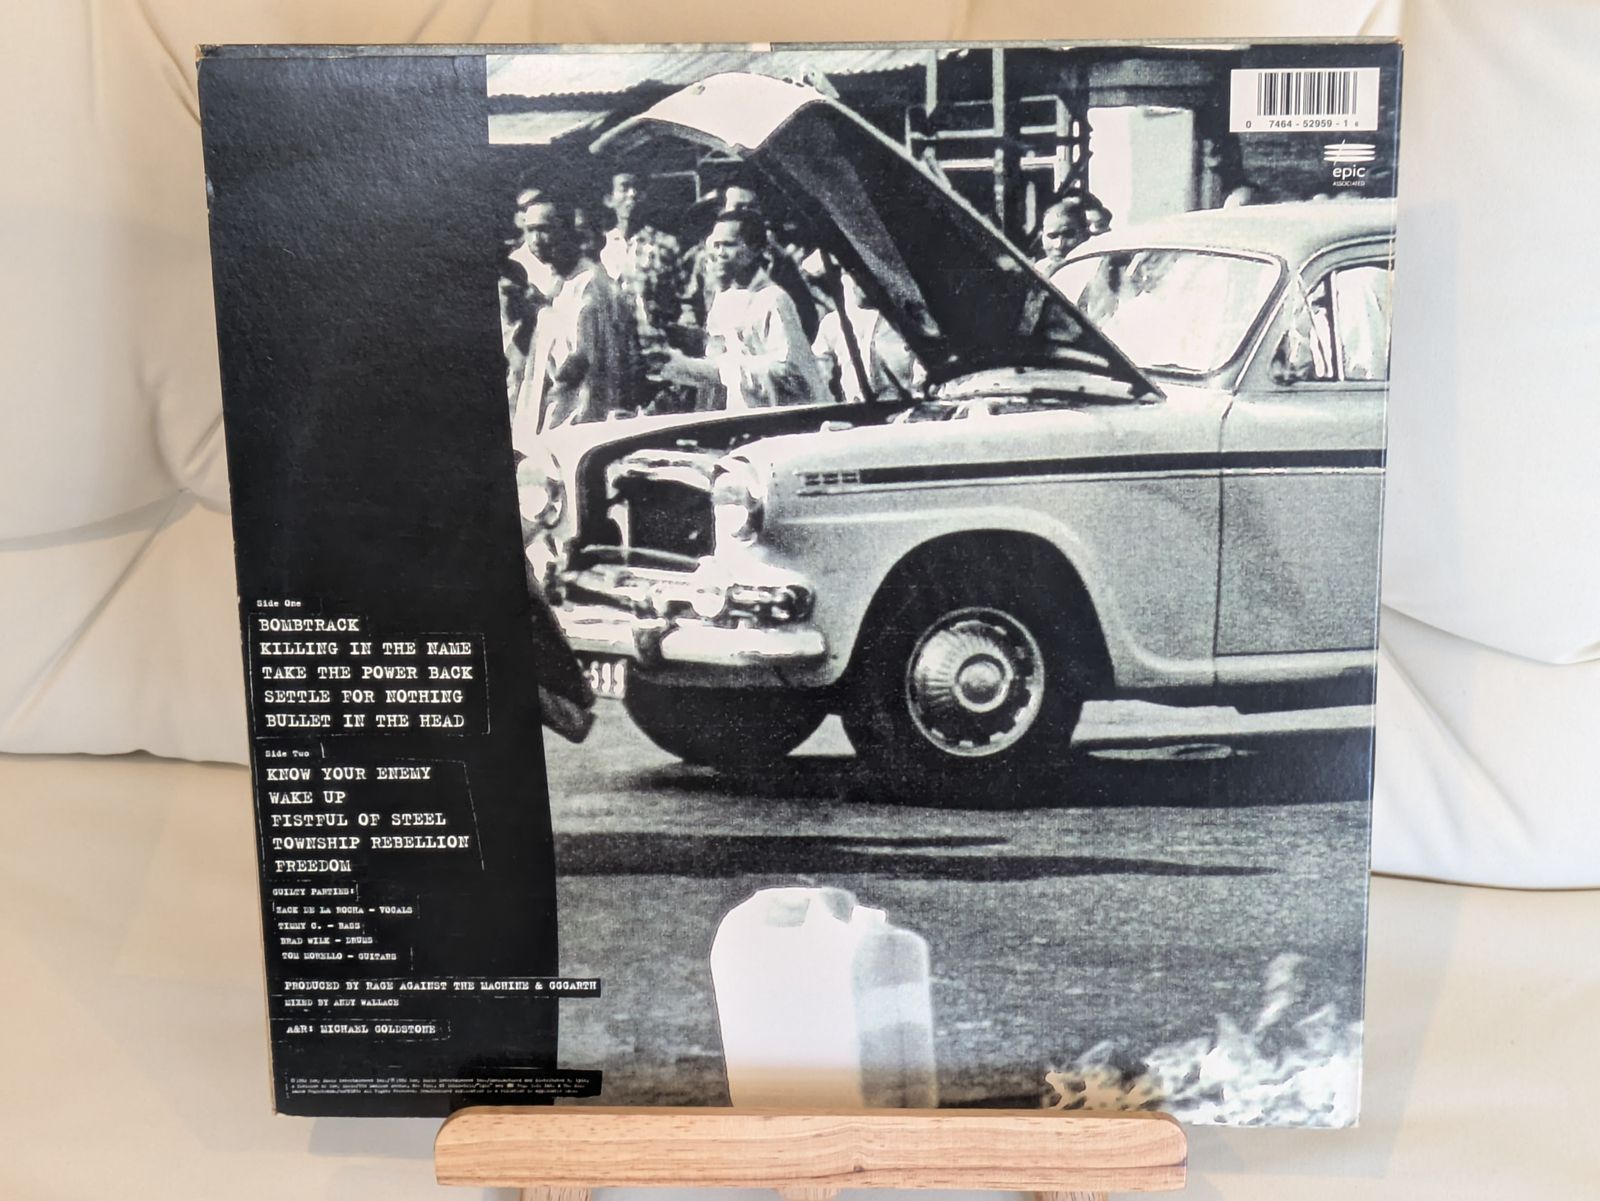 0 7464-52959-1 6
epic
ASSOCIATED
-599
Side One
BOMBTRACK
KILLING IN THE NAME
TAKE THE POWER BACK
SETTLE FOR NOTHING
BULLET IN THE HEAD
Side Two
KNOW YOUR ENEMY
WAKE UP
FISTFUL OF STEEL
TOWNSHIP REBELLION
FREEDOM
GUILTY PARTIES:
ZACK DE LA ROCHA - VOCALS
TIMMY C. - BASS
BRAD WILK - DRUMS
TOM MORELLO - GUITARS
PRODUCED BY RAGE AGAINST THE MACHINE & GGGARTH
MIXED BY ANDY WALLACE
A&R: MICHAEL GOLDSTONE